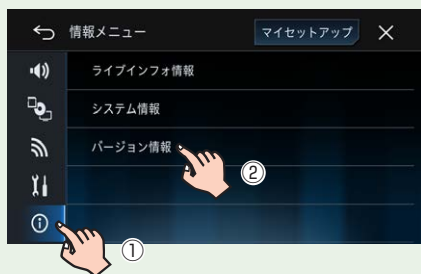 情報メニュー マイセットアップ
ライブインフォ情報
システム情報
バージョン情報
②
①